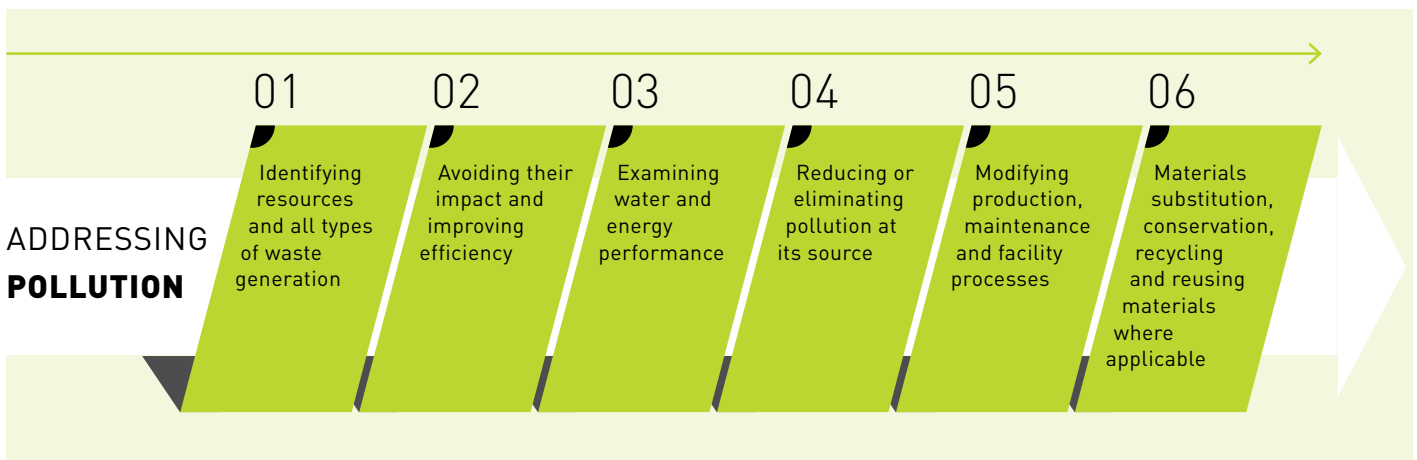 ADDRESSING
POLLUTION
01
Identifying
resources
and all types
of waste
generation
02
Avoiding their
impact and
improving
efficiency
03
Examining
water and
energy
performance
04
Reducing or
eliminating
pollution at
its source
05
Modifying
production,
maintenance
and facility
processes
06
Materials
substitution,
conservation,
recycling
and reusing
materials
where
applicable